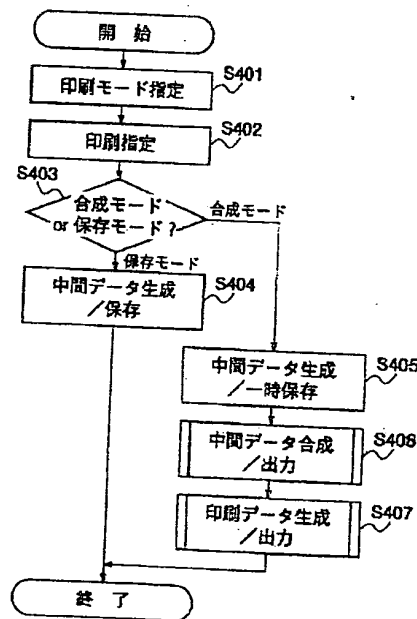 開始
S401
印刷モード指定
S402
印刷指定
S403
合成モード
or 保存モード?
合成モード
保存モード
S404
中間データ生成
/保存
S405
中間データ生成
/一時保存
S408
中間データ合成
/出力
S407
印刷データ生成
/出力
終了